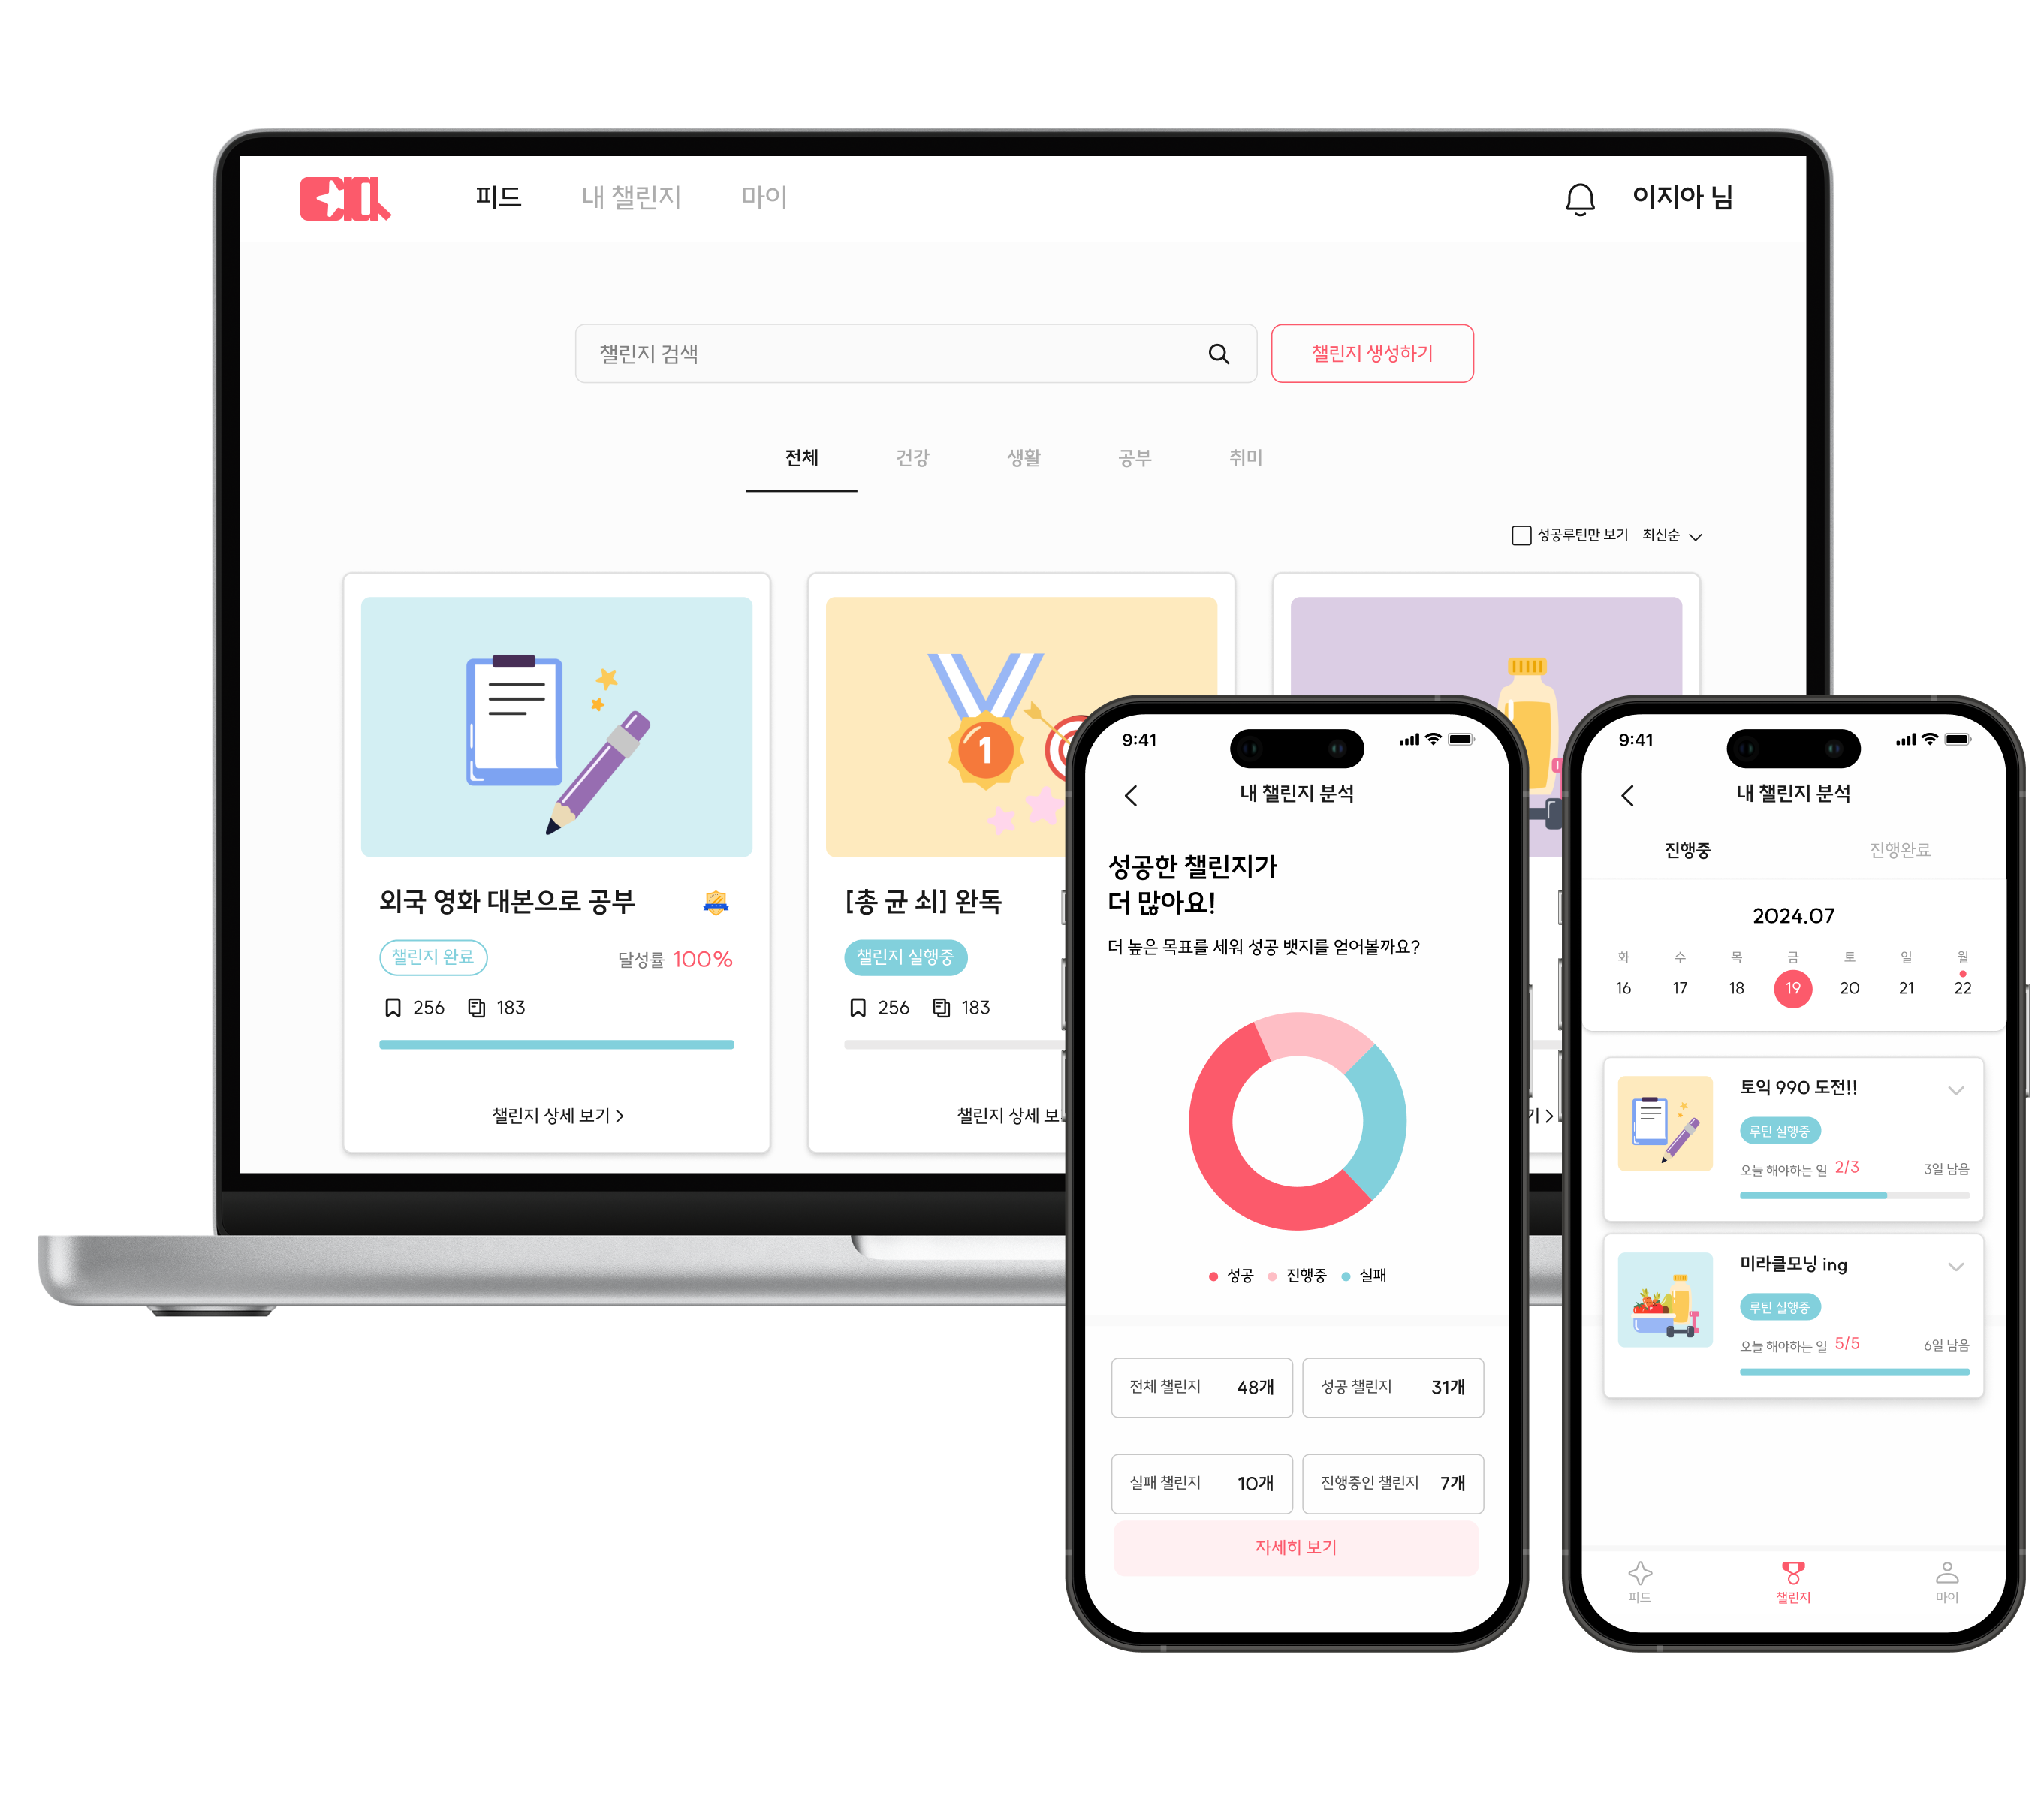 피드 내 챌린지 마이 이지아 님
챌린지 검색 챌린지 생성하기
전체 건강 생활 공부 취미
성공루틴만 보기 최신순
외국 영화 대본으로 공부
챌린지 완료 달성률 100%
256 183
챌린지 상세 보기
1
[총 균 쇠] 완독
챌린지 실행중
256 183
챌린지 상세 보
기
9:41
내 챌린지 분석
성공한 챌린지가
더 많아요!
더 높은 목표를 세워 성공 뱃지를 얻어볼까요?
성공 진행중 실패
전체 챌린지 48개 성공 챌린지 31개
실패 챌린지 10개 진행중인 챌린지 7개
자세히 보기
9:41
내 챌린지 분석
진행중 진행완료
2024.07
화 수 목 금 토 일 월
16 17 18 19 20 21 22
토익 990 도전!!
루틴 실행중
오늘 해야하는 일 2/3 3일 남음
미라클모닝 ing
루틴 실행중
오늘 해야하는 일 5/5 6일 남음
피드 챌린지 마이